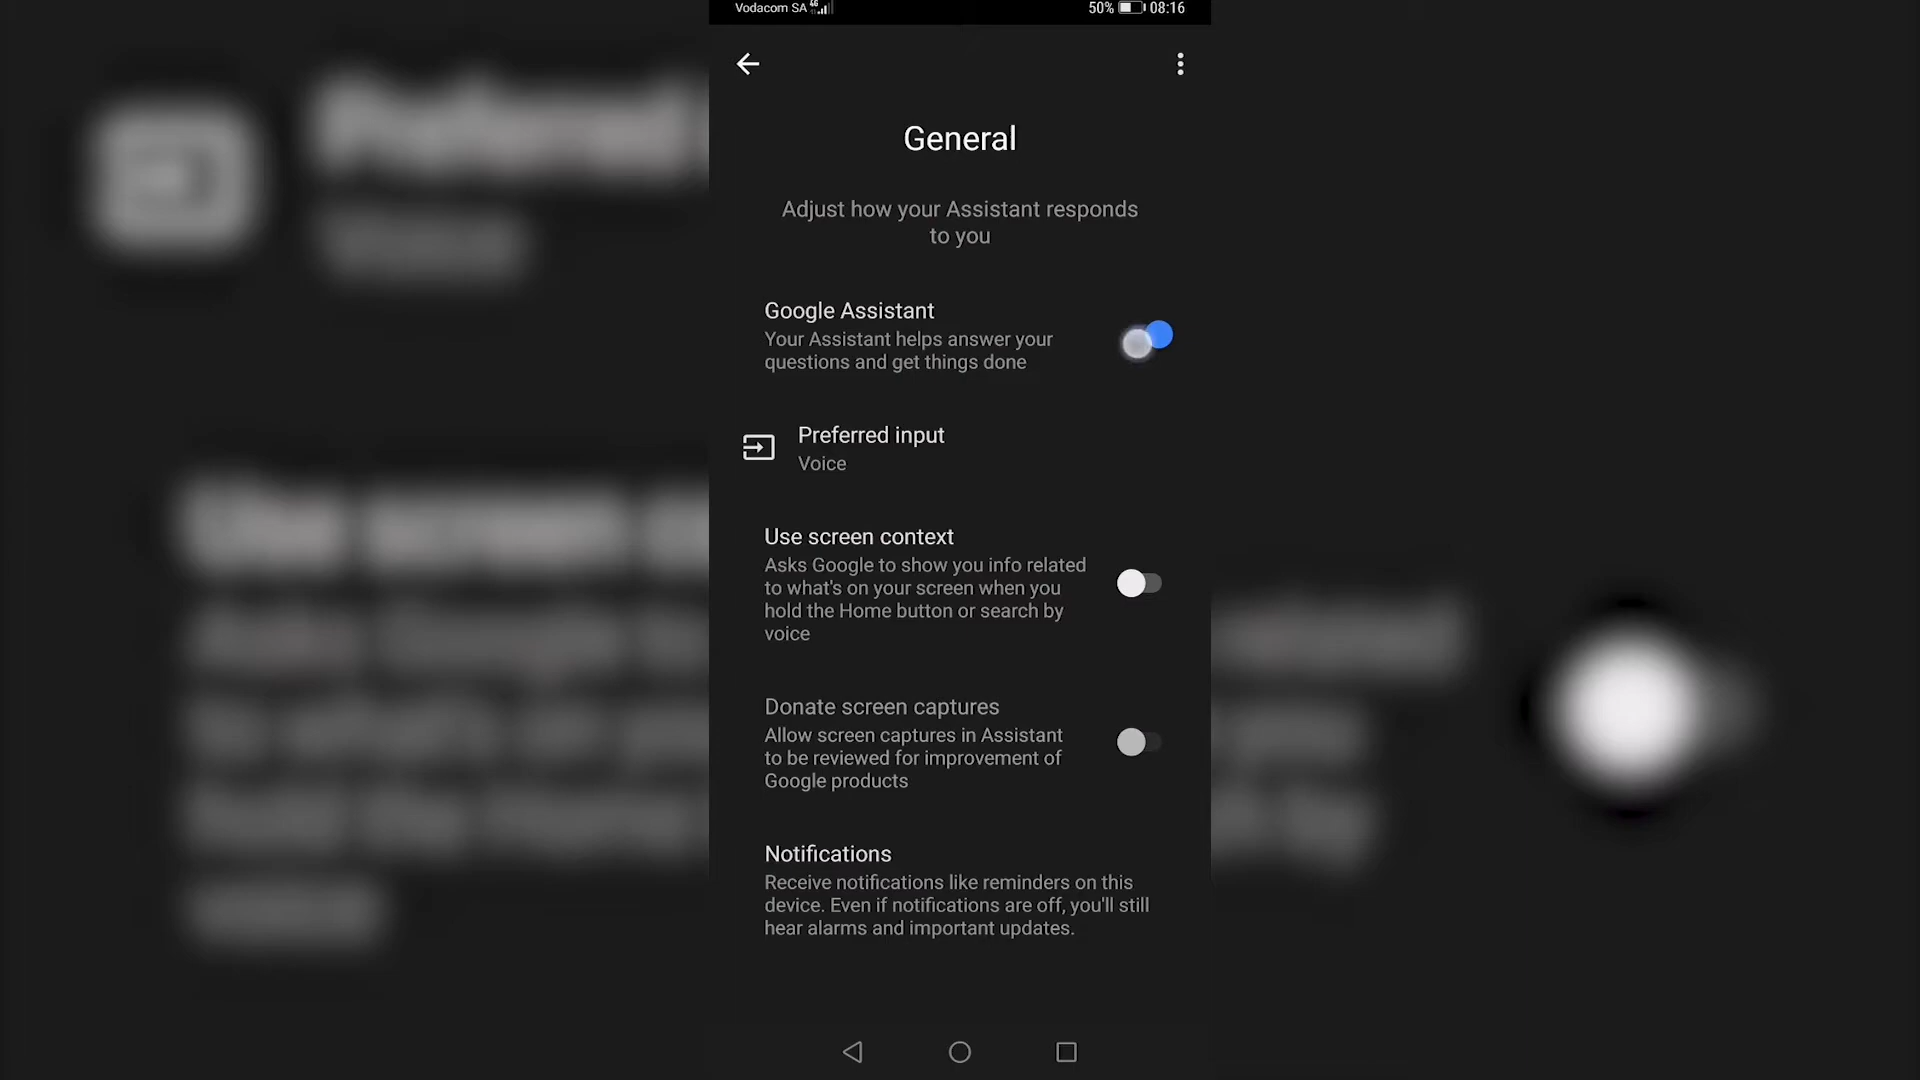 Vodacom SA 4G
50% 08:16
General
Adjust how your Assistant responds
to you
Google Assistant
Your Assistant helps answer your
questions and get things done
Preferred input
Voice
Use screen context
Asks Google to show you info related
to what's on your screen when you
hold the Home button or search by
voice
Donate screen captures
Allow screen captures in Assistant
to be reviewed for improvement of
Google products
Notifications
Receive notifications like reminders on this
device. Even if notifications are off, you'll still
hear alarms and important updates.